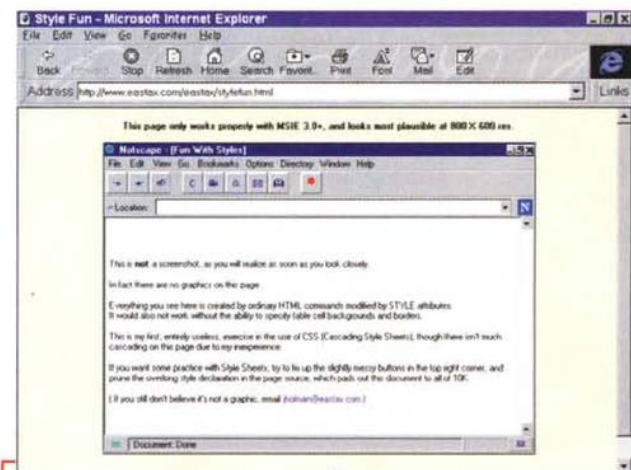 Style Fun - Microsoft Internet Explorer
File Edit View Go Favorites Help
Back Forward Stop Refresh Home Search Favorit.. Print Font Mail Edit
Address http://www.eastax.com/eastax/stylefun.html Links
This page only works properly with MSIE 3.0+, and looks most plausible at 800 X 600 res.
Notscape - [Fun With Styles]
File Edit View Go Bookmarks Options Directory Window Help
Location: N
This is not a screenshot, as you will realize as soon as you look closely.
In fact there are no graphics on the page.
Everything you see here is created by ordinary HTML commands modified by STYLE attributes.
It would also not work without the ability to specify table cell backgrounds and borders.
This is my first, entirely useless, exercise in the use of CSS (Cascading Style Sheets), though there isn't much
cascading on this page due to my inexperience.
If you want some practice with Style Sheets, try to fix up the slightly messy buttons in the top right corner, and
prune the overlong style declaration in the page source, which pads out this document to all of 10K.
( If you still don't believe it's not a graphic, email
Document: Done